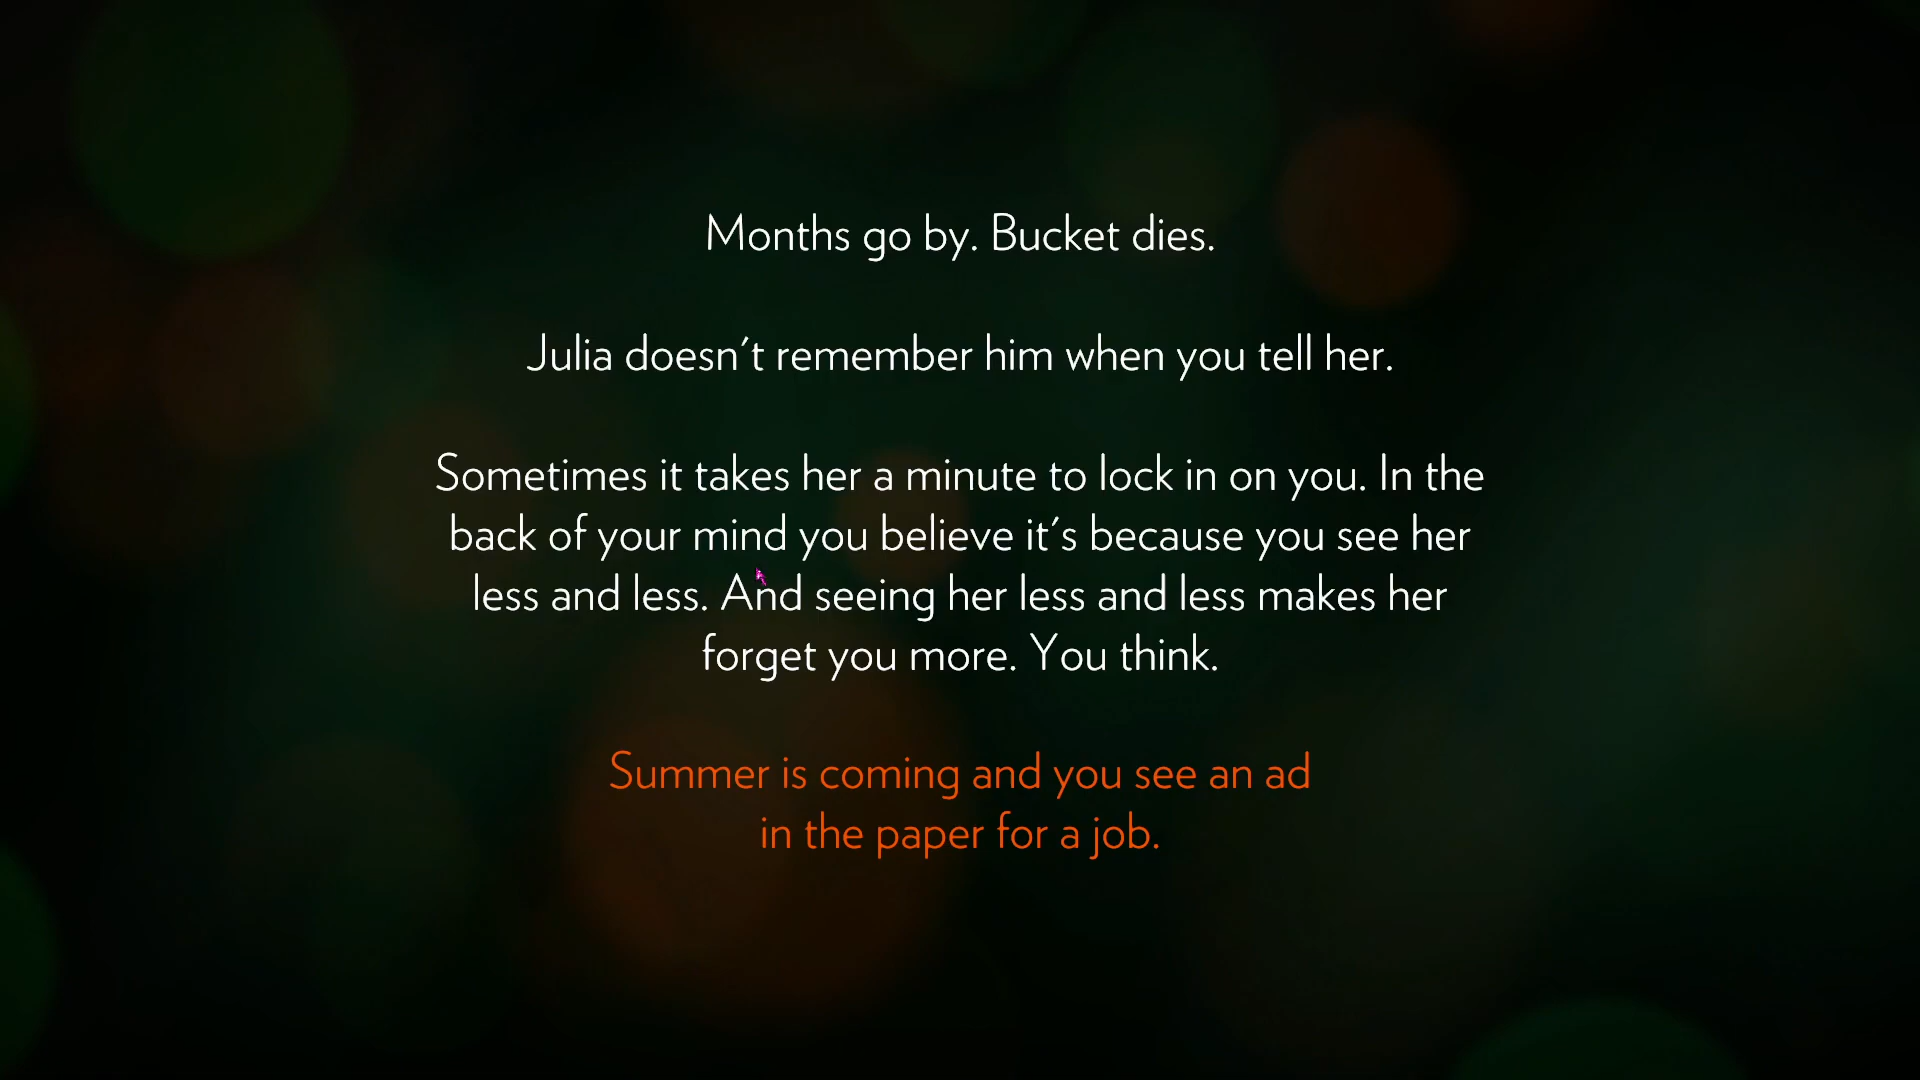 Months go by. Bucket dies.
Julia doesn't remember him when you tell her.
Sometimes it takes her a minute to lock in on you. In the
back of your mind you believe it's because you see her
less and less. And seeing her less and less makes her
forget you more. You think.
Summer is coming and you see an ad
in the paper for a job.